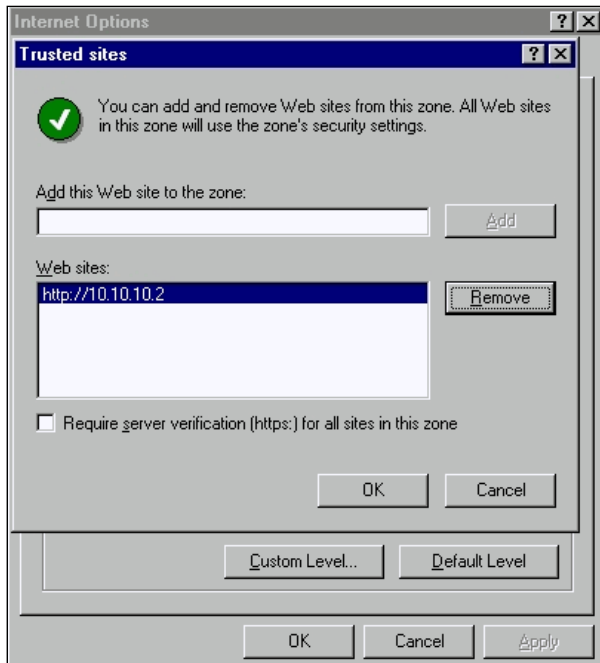 Internet Options
Trusted sites
You can add and remove Web sites from this zone. All Web sites
in this zone will use the zone's security settings.
Add this Web site to the zone:
Add
Web sites:
http://10.10.10.2
Remove
Require server verification (https:) for all sites in this zone
OK Cancel
Custom Level... Default Level
OK Cancel Apply